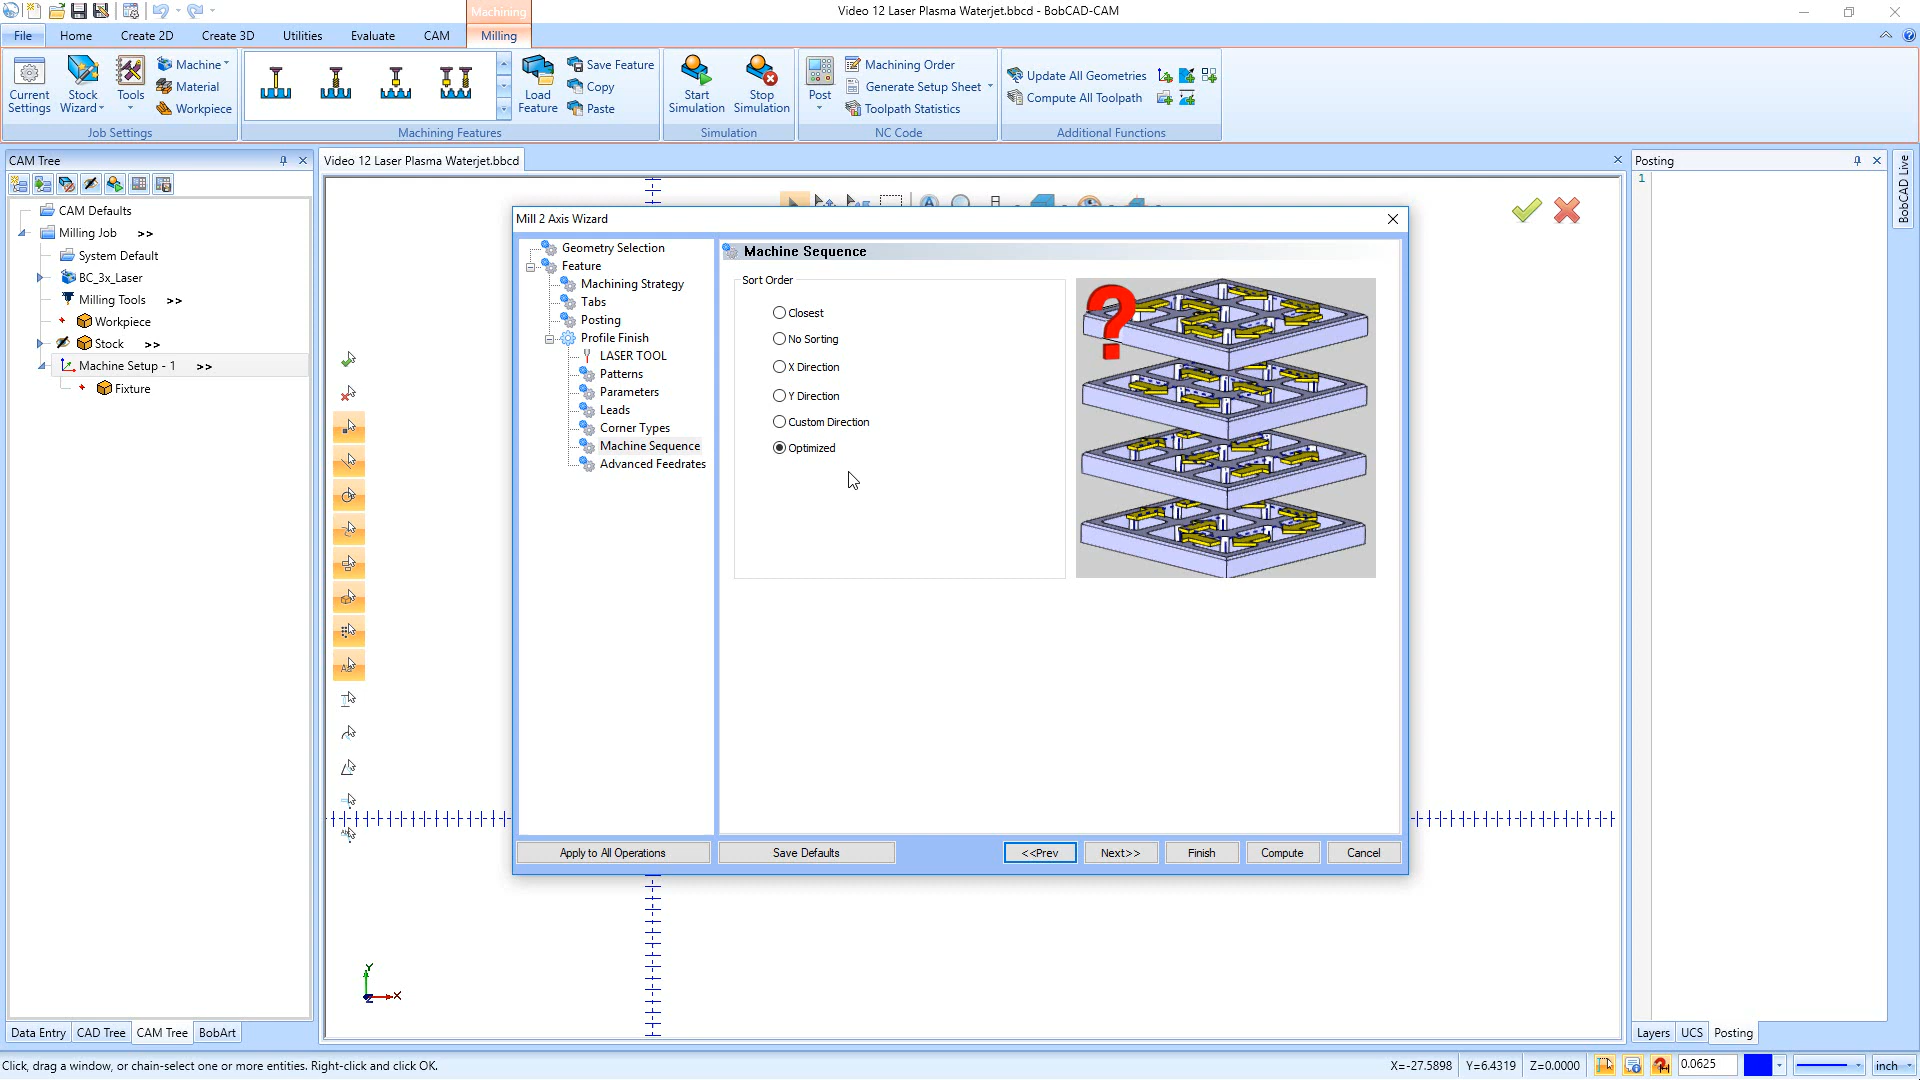 Machining
Video 12 Laser Plasma Waterjet.bbcd - BobCAD-CAM
File
Home
Create 2D
Create 3D
Utilities
Evaluate
CAM
Milling
Current Settings
Stock Wizard
Tools
Machine
Material
Workpiece
Job Settings
Machining Features
Load Feature
Save Feature
Copy
Paste
Start Simulation
Stop Simulation
Simulation
Post
Machining Order
Generate Setup Sheet
Toolpath Statistics
NC Code
Update All Geometries
Compute All Toolpath
Additional Functions
CAM Tree
Video 12 Laser Plasma Waterjet.bbcd
Posting
BobCAD Live
1
CAM Defaults
Milling Job >>
System Default
BC_3x_Laser
Milling Tools >>
Workpiece
Stock >>
Machine Setup - 1 >>
Fixture
Mill 2 Axis Wizard
Geometry Selection
Feature
Machining Strategy
Tabs
Posting
Profile Finish
LASER TOOL
Patterns
Parameters
Leads
Corner Types
Machine Sequence
Advanced Feedrates
Machine Sequence
Sort Order
Closest
No Sorting
X Direction
Y Direction
Custom Direction
Optimized
?
Apply to All Operations
Save Defaults
<<Prev
Next>>
Finish
Compute
Cancel
Y
X
Z
Data Entry
CAD Tree
CAM Tree
BobArt
Layers
UCS
Posting
Click, drag a window, or chain-select one or more entities. Right-click and click OK.
X=-27.5898
Y=6.4319
Z=0.0000
0.0625
inch